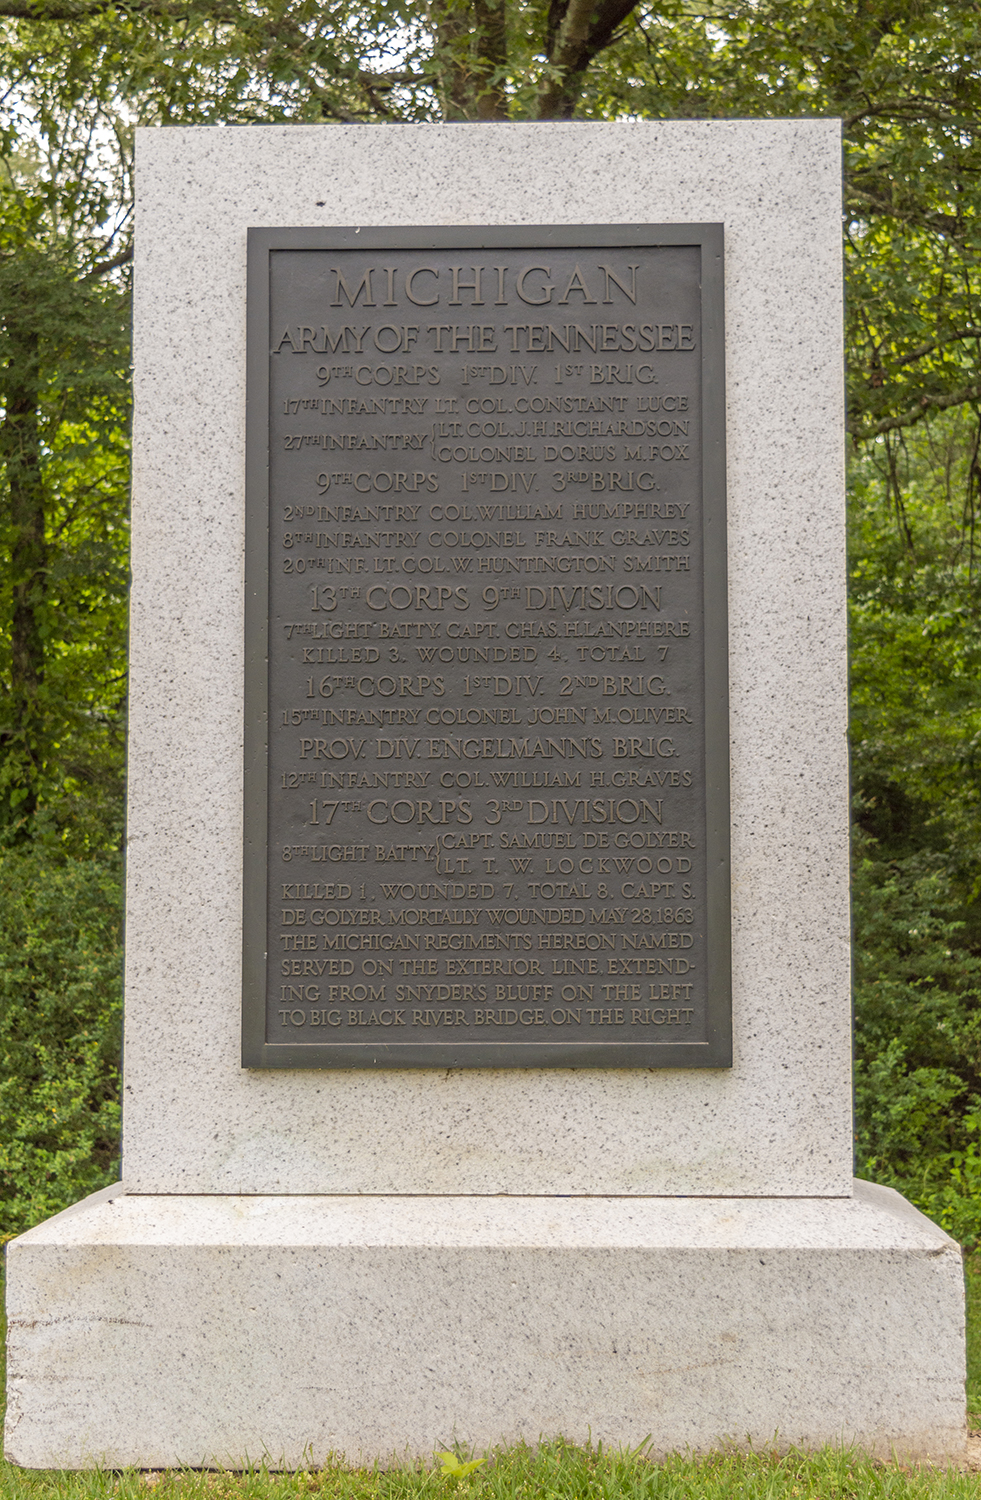 MICHIGAN
ARMY OF THE TENNESSEE
9TH CORPS 1ST DIV. 1ST BRIG.
17TH INFANTRY LT. COL. CONSTANT LUCE
27TH INFANTRY { LT. COL. J. H. RICHARDSON
COLONEL DORUS M. FOX
9TH CORPS 1ST DIV. 3RD BRIG.
2ND INFANTRY COL. WILLIAM HUMPHREY
8TH INFANTRY COLONEL FRANK GRAVES
20TH INF. LT. COL. W. HUNTINGTON SMITH
13TH CORPS 9TH DIVISION
7TH LIGHT BATTY. CAPT. CHAS. H. LANPHERE
KILLED 3, WOUNDED 4, TOTAL 7
16TH CORPS 1ST DIV. 2ND BRIG.
15TH INFANTRY COLONEL JOHN M. OLIVER
PROV. DIV. ENGELMANN'S BRIG.
12TH INFANTRY COL. WILLIAM H. GRAVES
17TH CORPS 3RD DIVISION
8TH LIGHT BATTY. { CAPT. SAMUEL DE GOLYER
LT. T. W. LOCKWOOD
KILLED 1, WOUNDED 7, TOTAL 8, CAPT S.
DE GOLYER MORTALLY WOUNDED MAY 28, 1863
THE MICHIGAN REGIMENTS HEREON NAMED
SERVED ON THE EXTERIOR LINE, EXTEND-
ING FROM SNYDER'S BLUFF ON THE LEFT
TO BIG BLACK RIVER BRIDGE, ON THE RIGHT